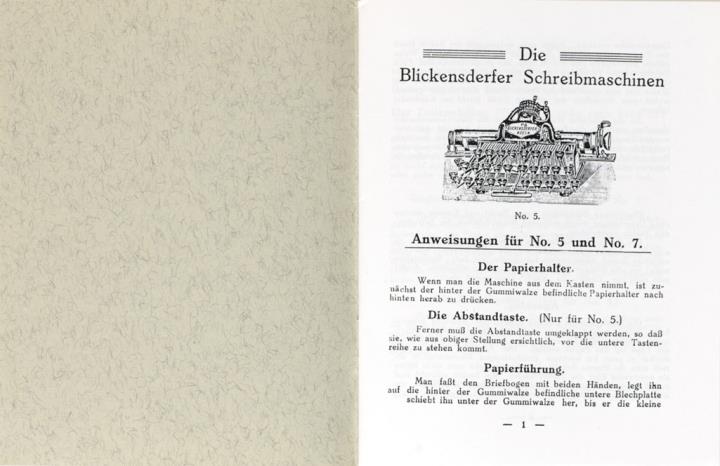 Die
Blickensderfer Schreibmaschinen
BLICKENSDERFER
No. 5.
Anweisungen für No. 5 und No. 7.
Der Papierhalter.
Wenn man die Maschine aus dem Kasten nimmt, ist zu-
nächst der hinter der Gummiwalze befindliche Papierhalter nach
hinten herab zu drücken.
Die Abstandtaste. (Nur für No. 5.)
Ferner muß die Abstandtaste umgeklappt werden, so daß
sie, wie aus obiger Stellung ersichtlich, vor die untere Tasten-
reihe zu stehen kommt.
Papierführung.
Man faßt den Briefbogen mit beiden Händen, legt ihn
auf die hinter der Gummiwalze befindliche untere Blechplatte
schiebt ihn unter der Gummiwalze her, bis er die kleine
— 1 —